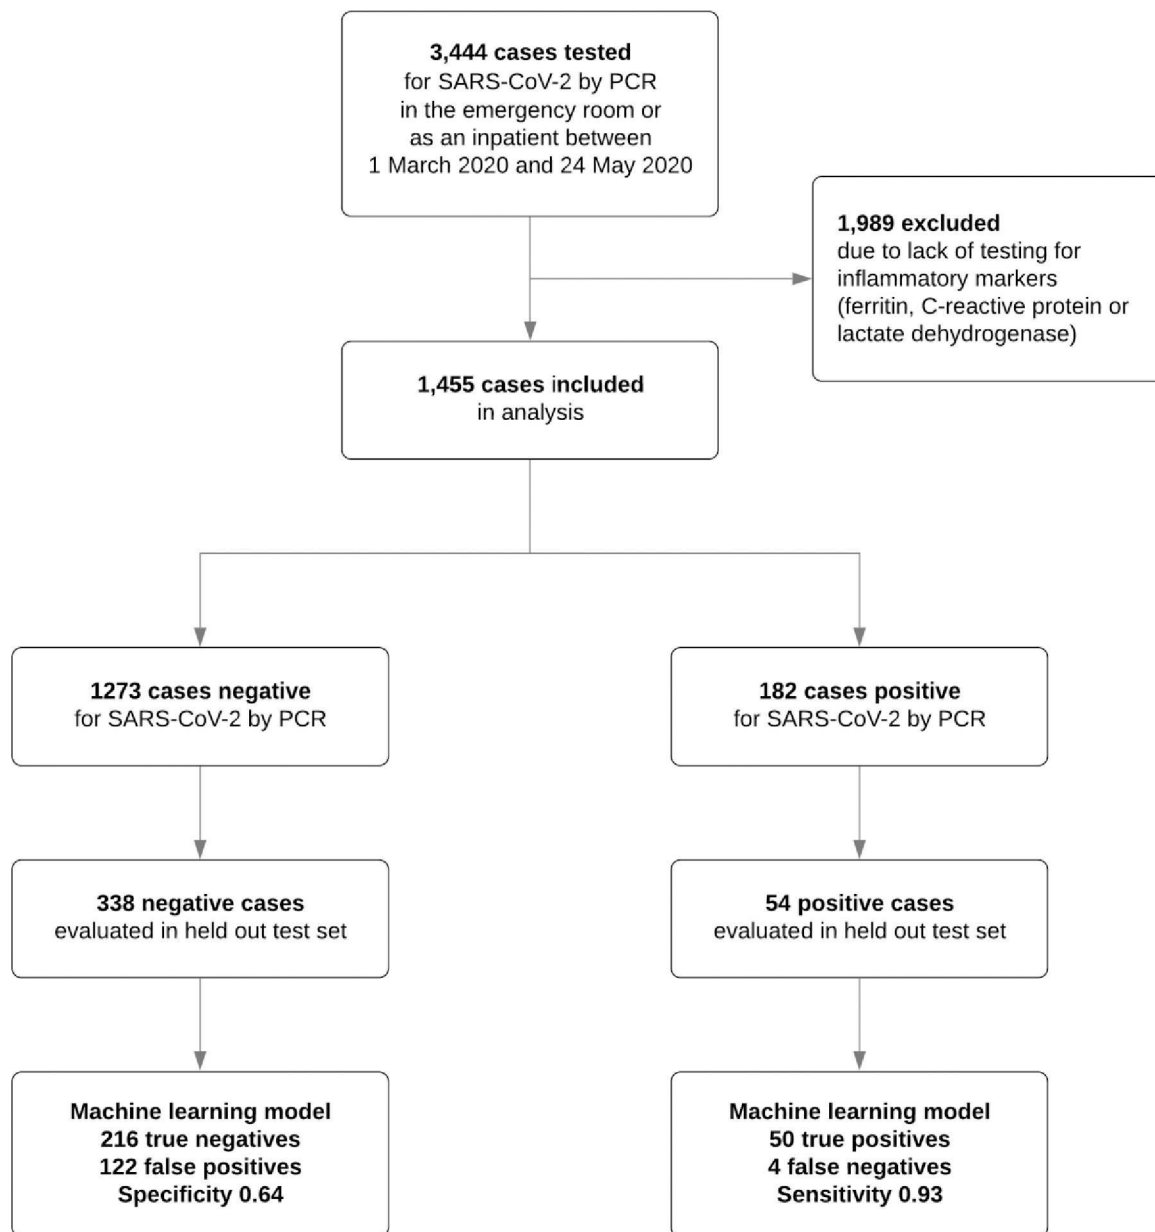 3,444 cases tested
for SARS-CoV-2 by PCR
in the emergency room or
as an inpatient between
1 March 2020 and 24 May 2020
1,989 excluded
due to lack of testing for
inflammatory markers
(ferritin, C-reactive protein or
lactate dehydrogenase)
1,455 cases included
in analysis
1273 cases negative
for SARS-CoV-2 by PCR
182 cases positive
for SARS-CoV-2 by PCR
338 negative cases
evaluated in held out test set
54 positive cases
evaluated in held out test set
Machine learning model
216 true negatives
122 false positives
Specificity 0.64
Machine learning model
50 true positives
4 false negatives
Sensitivity 0.93